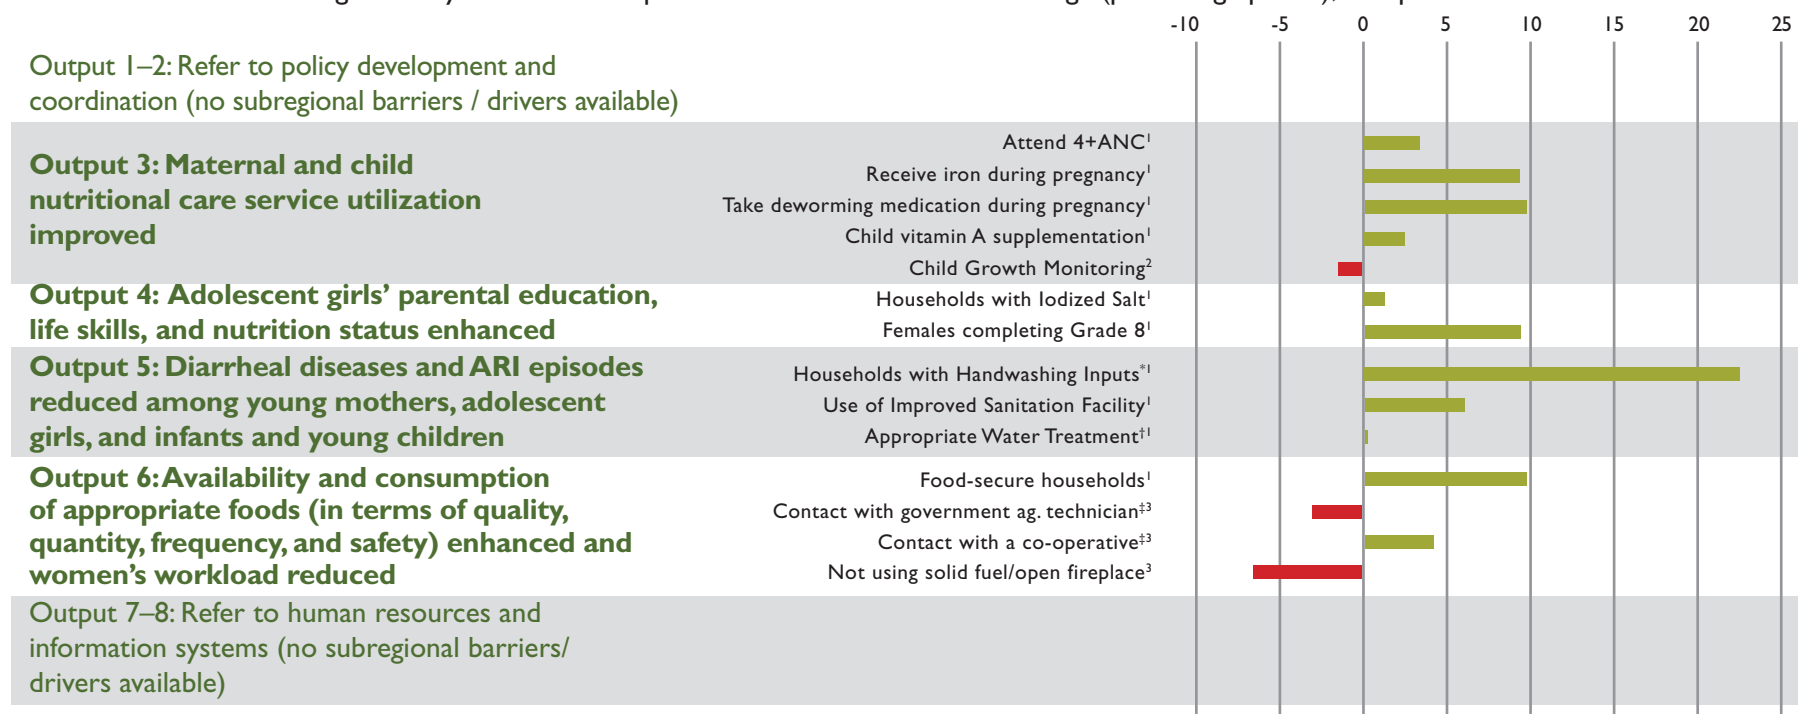 -10 -5 0 5 10 15 20 25
Output 1–2: Refer to policy development and
coordination (no subregional barriers / drivers available)
Output 3: Maternal and child
nutritional care service utilization
improved
Attend 4+ANC¹
Receive iron during pregnancy¹
Take deworming medication during pregnancy¹
Child vitamin A supplementation¹
Child Growth Monitoring²
Output 4: Adolescent girls’ parental education,
life skills, and nutrition status enhanced
Households with Iodized Salt¹
Females completing Grade 8¹
Output 5: Diarrheal diseases and ARI episodes
reduced among young mothers, adolescent
girls, and infants and young children
Households with Handwashing Inputs*¹
Use of Improved Sanitation Facility¹
Appropriate Water Treatment†¹
Output 6: Availability and consumption
of appropriate foods (in terms of quality,
quantity, frequency, and safety) enhanced and
women’s workload reduced
Food-secure households¹
Contact with government ag. technician‡³
Contact with a co-operative‡³
Not using solid fuel/open fireplace³
Output 7–8: Refer to human resources and
information systems (no subregional barriers/
drivers available)